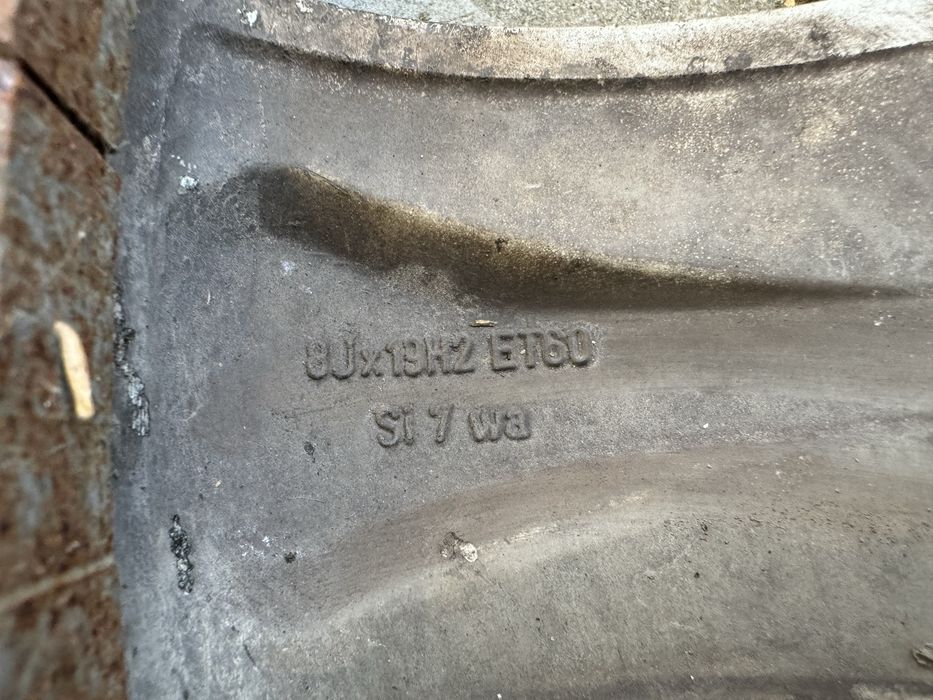 8Jx19H2 ET60
Si 7 wa